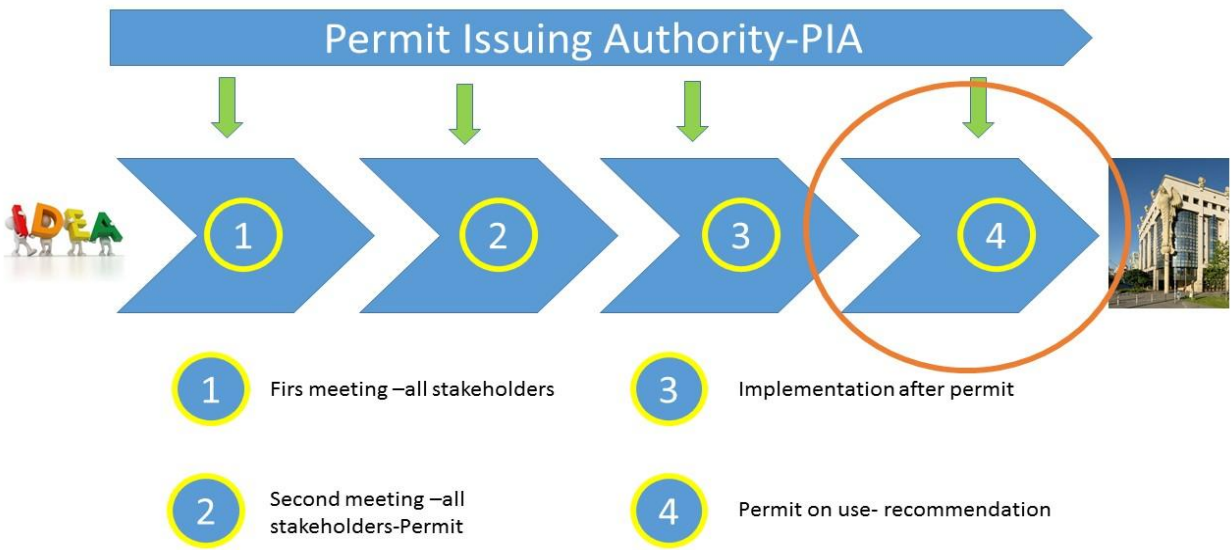 Permit Issuing Authority-PIA
IDEA
1
2
3
4
1
Firs meeting –all stakeholders
3
Implementation after permit
2
Second meeting –all
stakeholders-Permit
4
Permit on use- recommendation